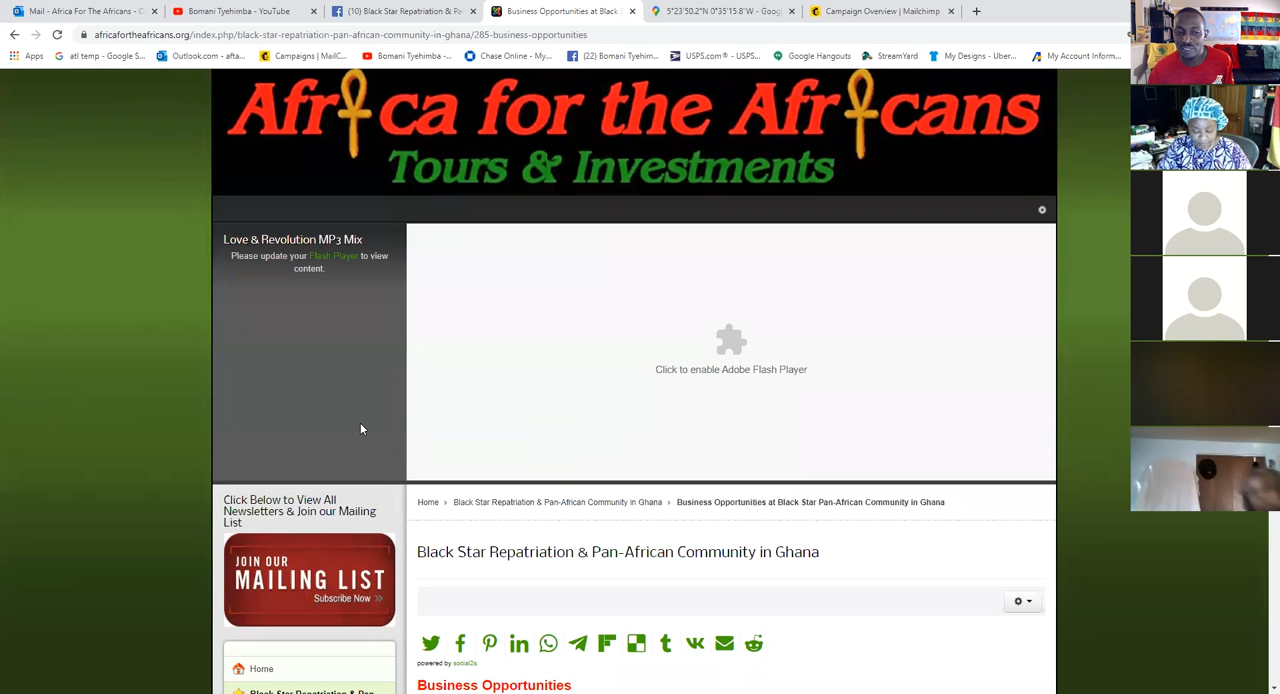 Mail - Africa For The Africans - C
Bomani Tyehimba - YouTube
(10) Black Star Repatriation & Pa
Business Opportunities at Black S
5°23'50.2"N 0°35'15.8"W - Goog
Campaign Overview | Mailchimp
africafortheafricans.org/index.php/black-star-repatriation-pan-african-community-in-ghana/285-business-opportunities
Apps
atl temp - Google S...
Outlook.com - afta...
Campaigns | MailC...
Bomani Tyehimba -...
Chase Online - My...
(22) Bomani Tyehim...
USPS.com® - USPS...
Google Hangouts
StreamYard
My Designs - Uber...
My Account Inform...
Africa for the Africans
Tours & Investments
Love & Revolution MP3 Mix
Please update your Flash Player to view
content.
Click to enable Adobe Flash Player
Click Below to View All
Newsletters & Join our Mailing
List
JOIN OUR
MAILING LIST
Subscribe Now >>
Home
Black Star Repatriation & Pan-
Home Black Star Repatriation & Pan-African Community in Ghana Business Opportunities at Black Star Pan-African Community in Ghana
Black Star Repatriation & Pan-African Community in Ghana
powered by social2s
Business Opportunities